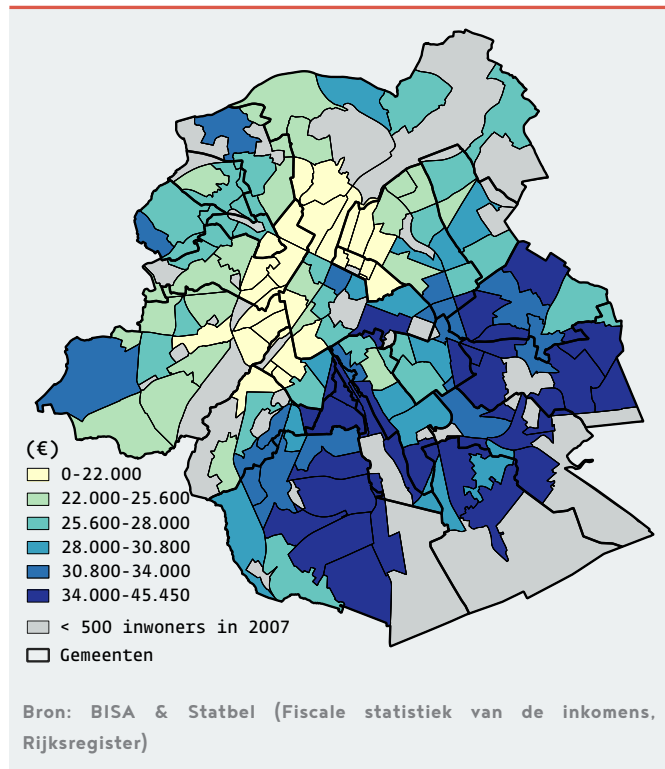 (€)
0-22.000
22.000-25.600
25.600-28.000
28.000-30.800
30.800-34.000
34.000-45.450
< 500 inwoners in 2007
Gemeenten
Bron: BISA & Statbel (Fiscale statistiek van de inkomens,
Rijksregister)